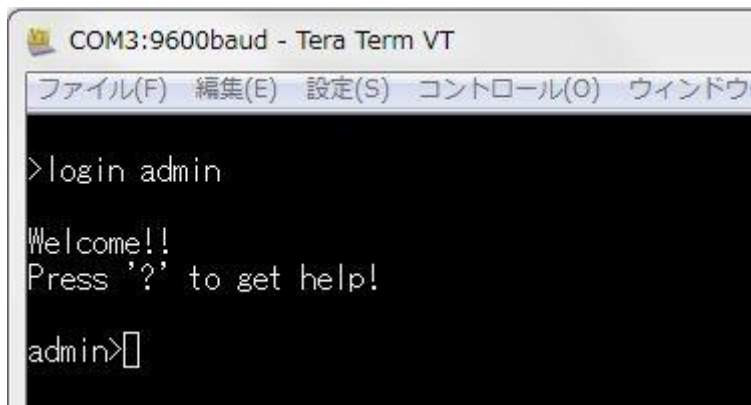 COM3:9600baud - Tera Term VT
ファイル(F) 編集(E) 設定(S) コントロール(O) ウィンドウ
>login admin
Welcome!!
Press '?' to get help!
admin>